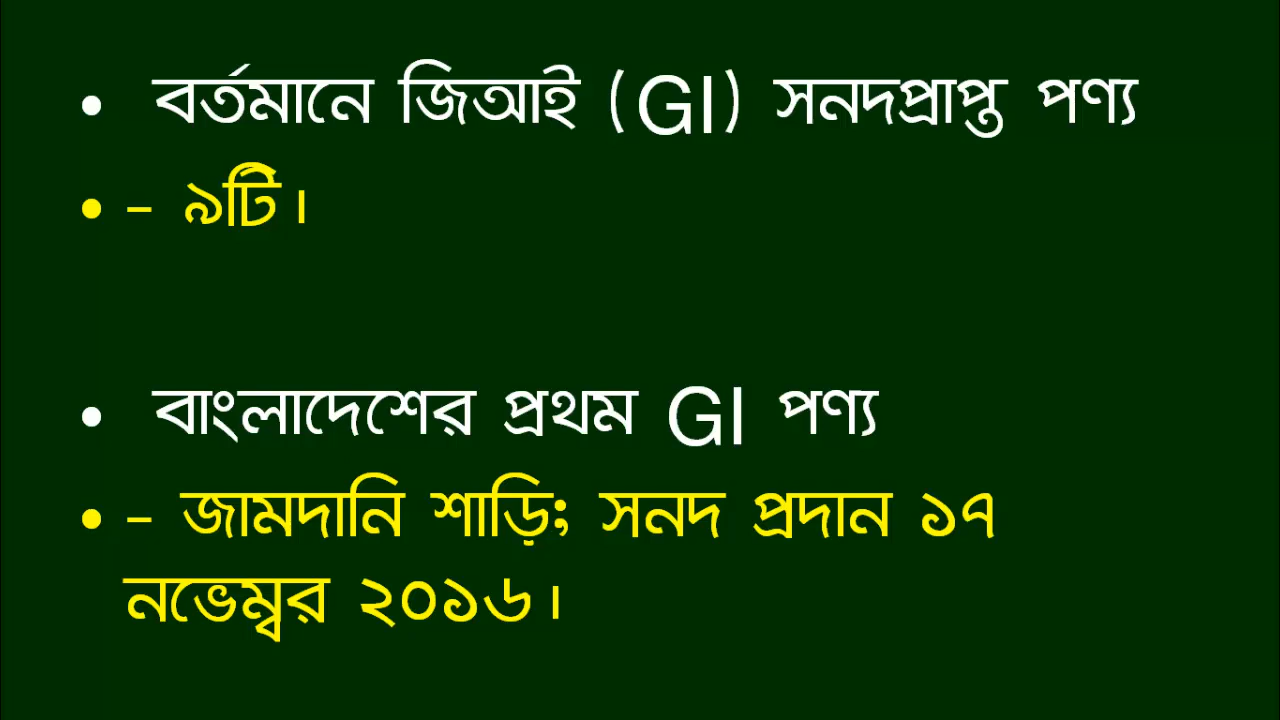 • বর্তমানে জিআই (GI) সনদপ্রাপ্ত পণ্য
• – ৯টি।
• বাংলাদেশের প্রথম GI পণ্য
• – জামদানি শাড়ি; সনদ প্রদান ১৭
নভেম্বর ২০১৬।